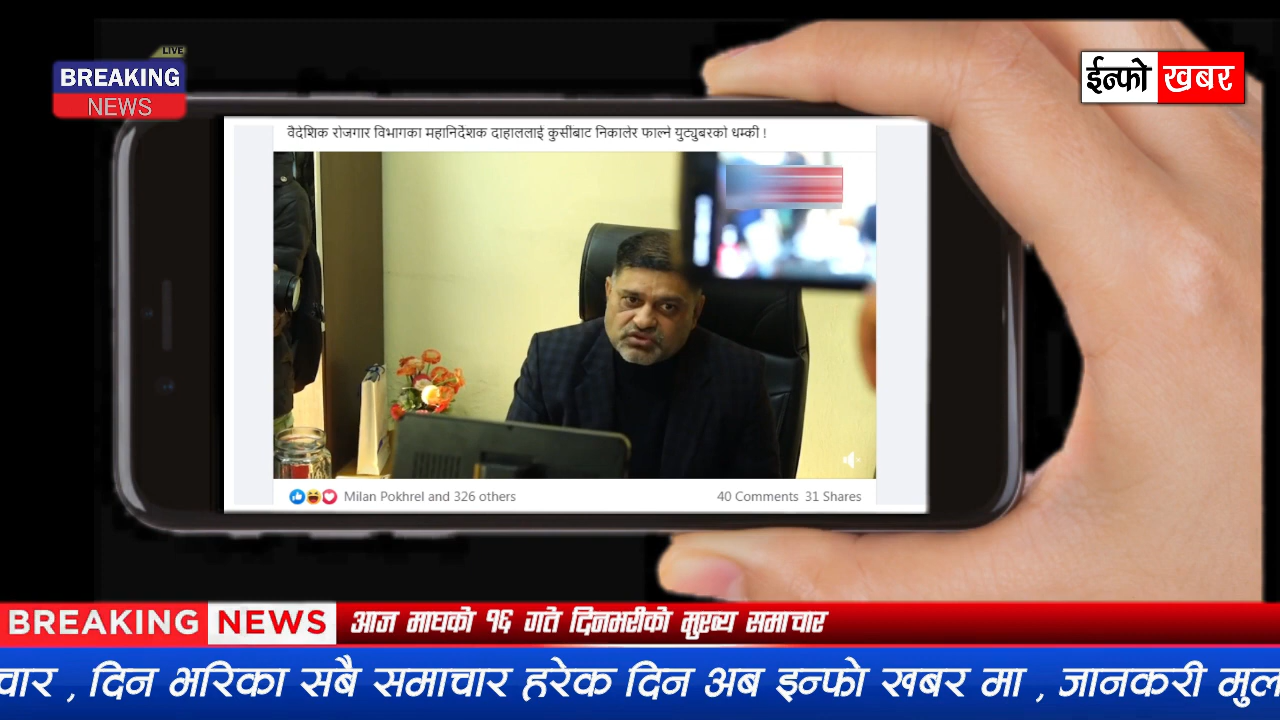 LIVE
BREAKING
NEWS
ईन्फो खबर
वैदेशिक रोजगार विभागका महानिर्देशक दाहाललाई कुर्सीबाट निकालेर फाल्ने युट्युबरको धम्की !
Milan Pokhrel and 326 others
40 Comments 31 Shares
BREAKING NEWS आज माघको १६ गते दिनभरीको मुख्य समाचार
चार , दिन भरिका सबै समाचार हरेक दिन अब इन्फो खबर मा , जानकरी मुल